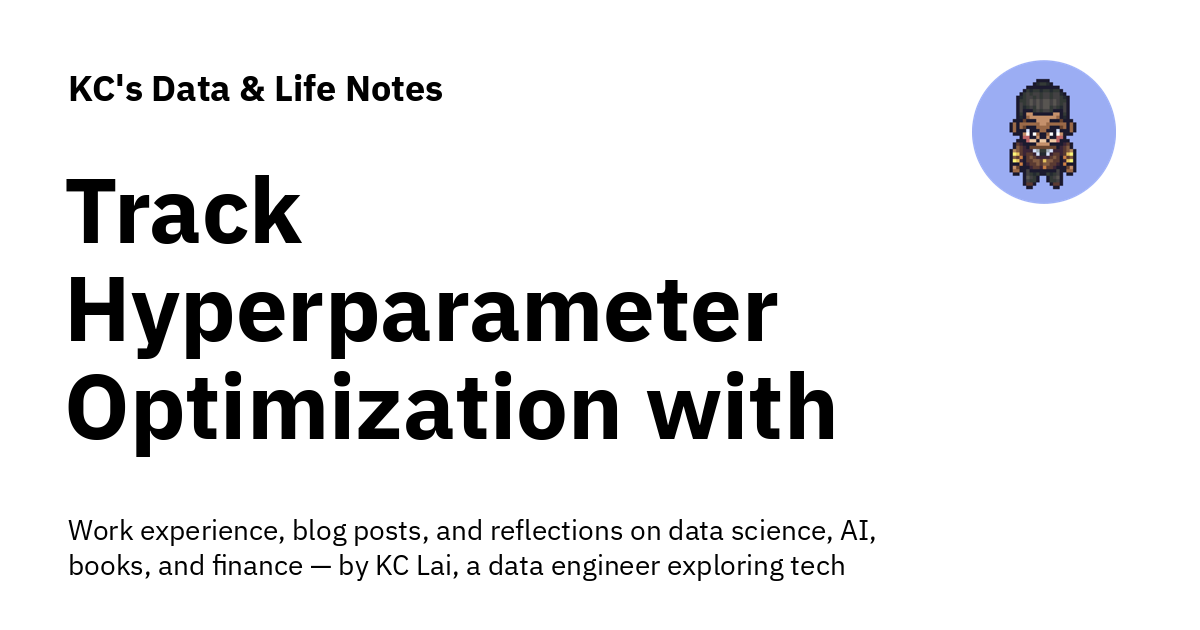 KC's Data & Life Notes
Track
Hyperparameter
Optimization with
Work experience, blog posts, and reflections on data science, AI,
books, and finance — by KC Lai, a data engineer exploring tech